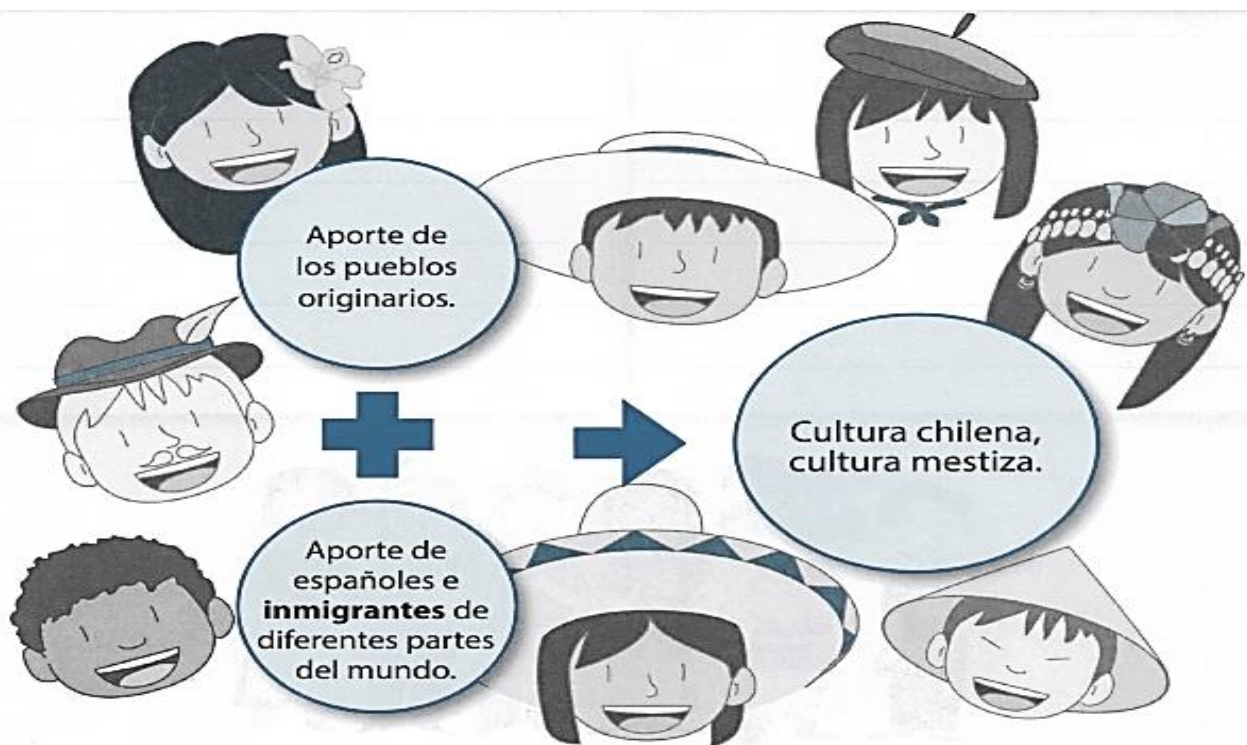 Aporte de
los pueblos
originarios.
Aporte de
españoles e
inmigrantes de
diferentes partes
del mundo.
Cultura chilena,
cultura mestiza.